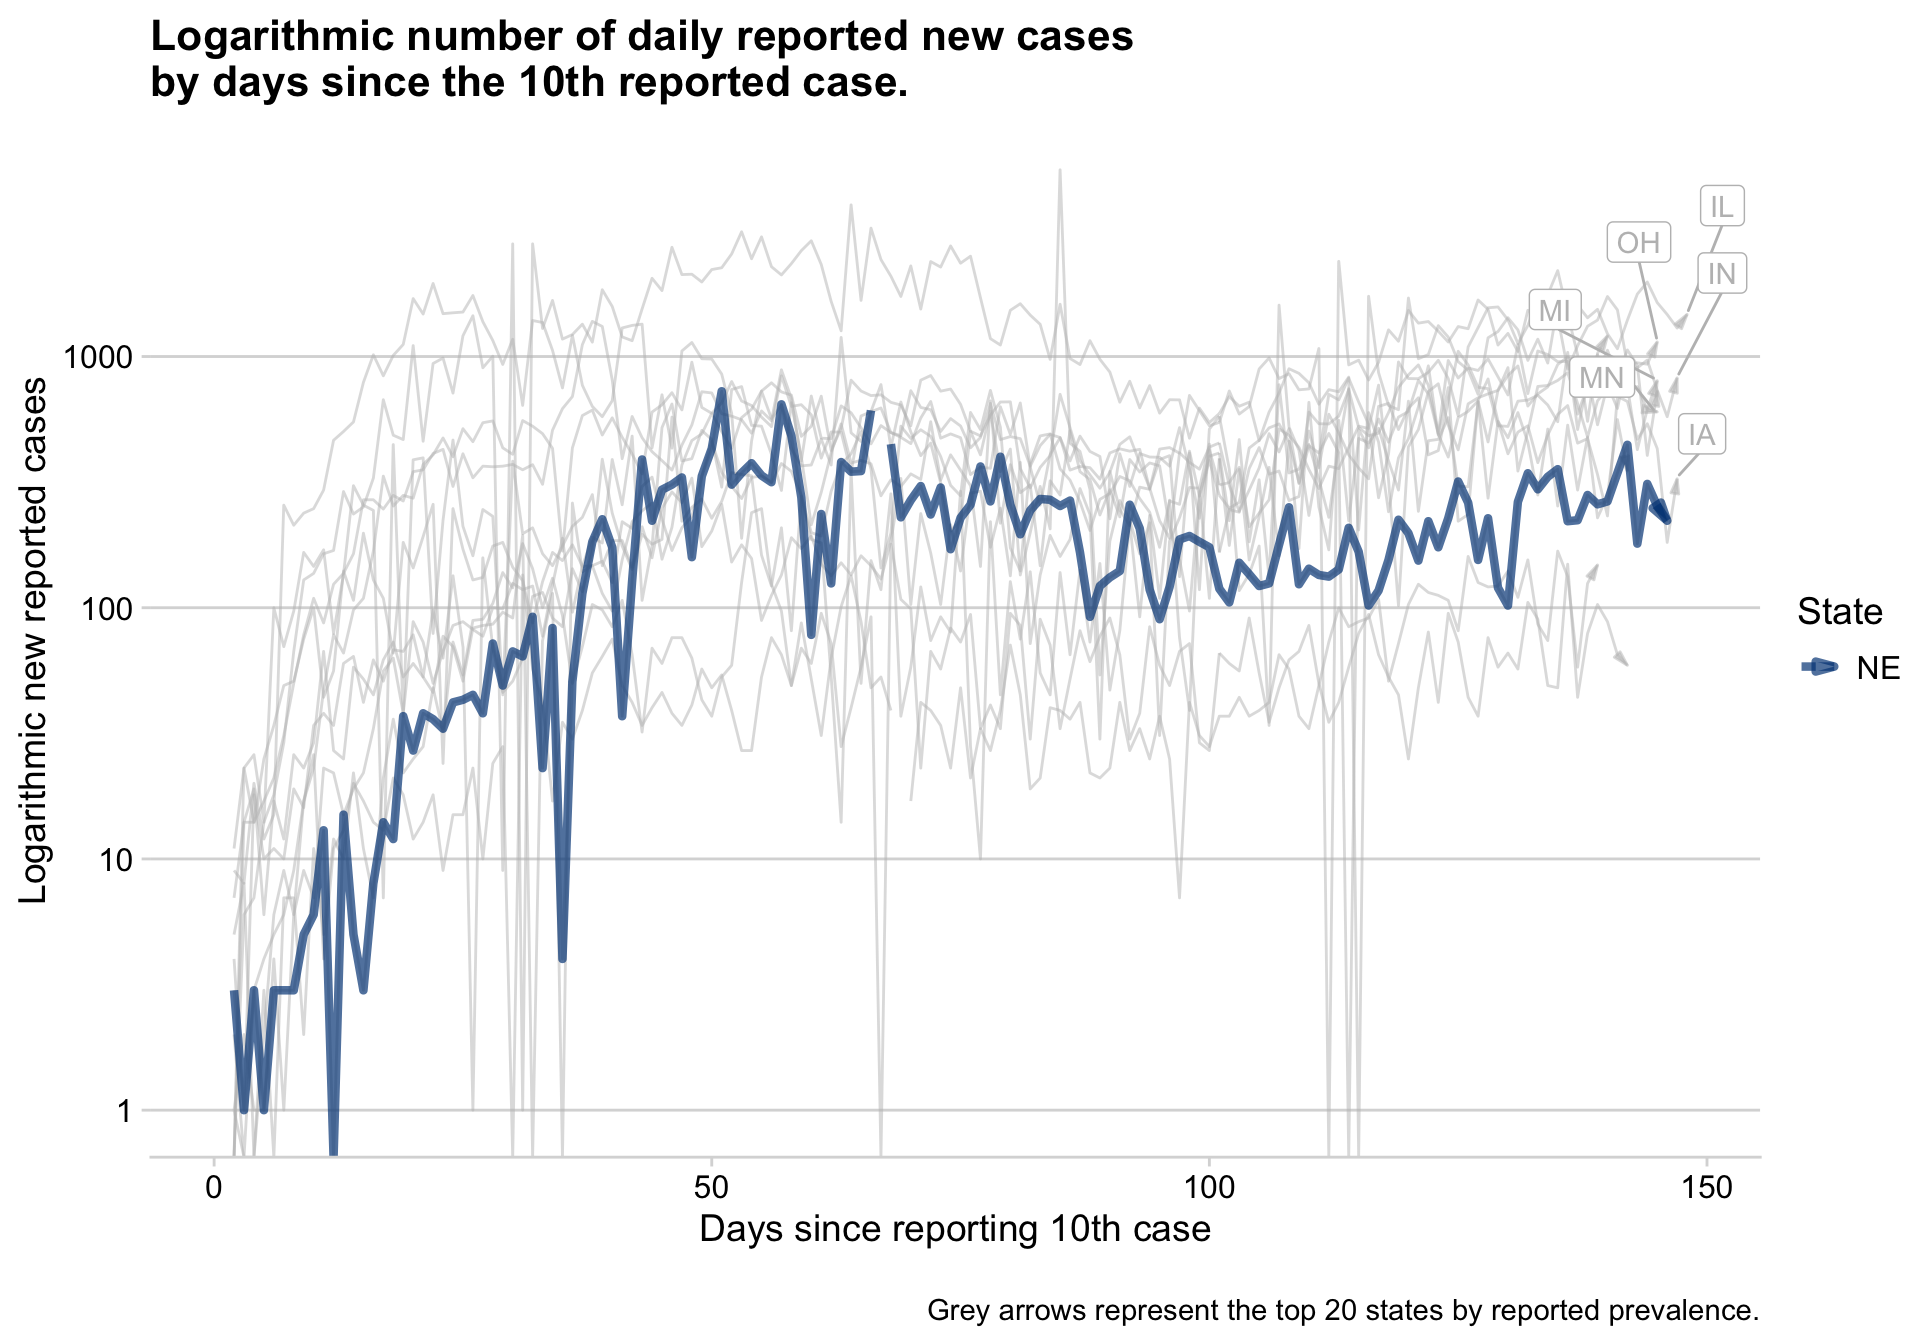 Logarithmic number of daily reported new cases
by days since the 10th reported case.
Logarithmic new reported cases
1000
100
10
1
IL
OH
IN
MI
MN
IA
State
NE
0
50
100
150
Days since reporting 10th case
Grey arrows represent the top 20 states by reported prevalence.